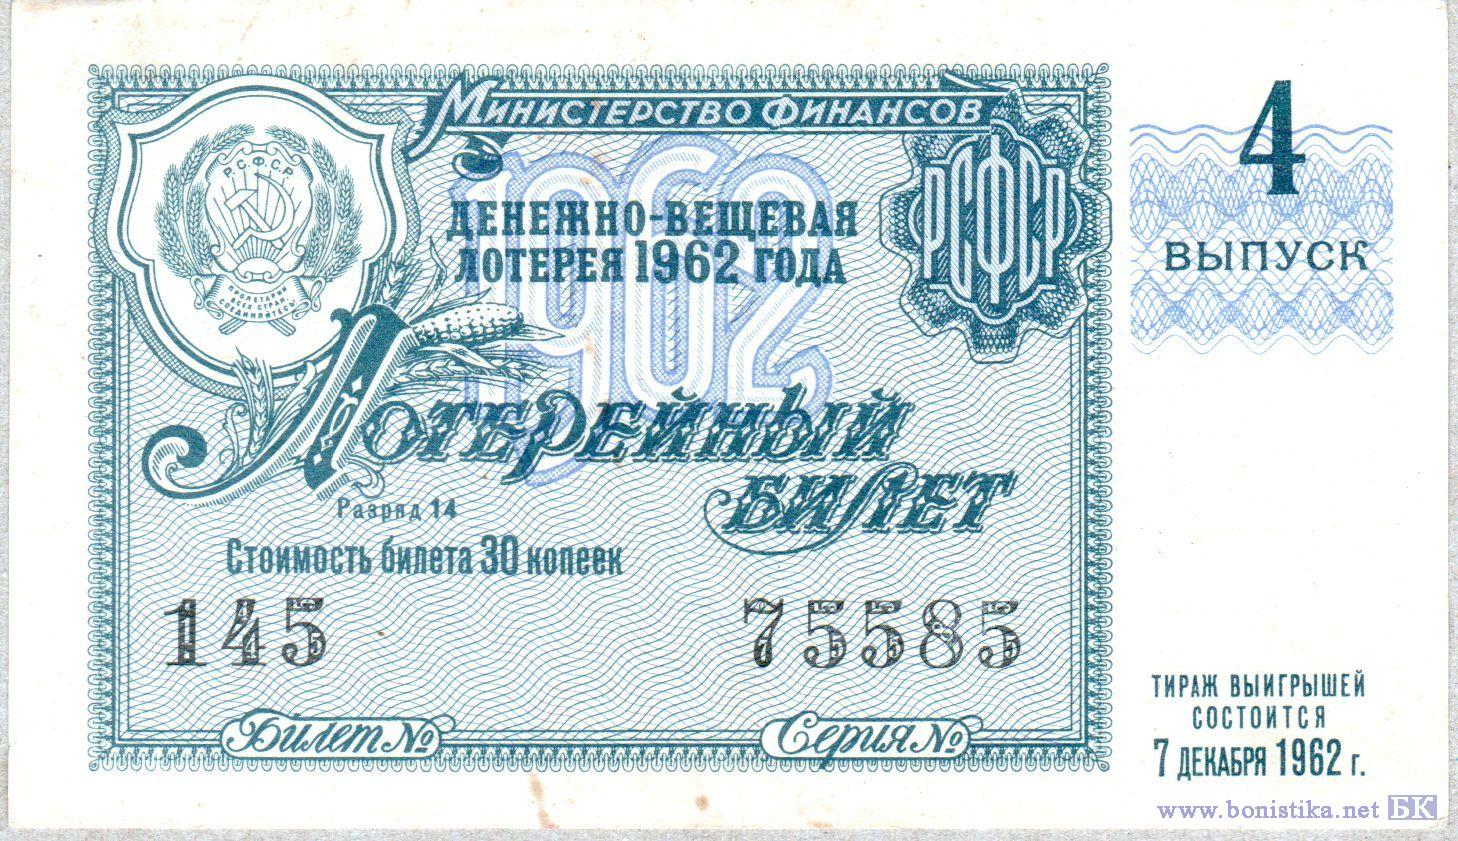 Министерство финансов
РСФСР
Р.С.Ф.С.Р.
ПРОЛЕТАРИИ
ВСЕХ СТРАН,
СОЕДИНЯЙТЕСЬ!
1962
ДЕНЕЖНО-ВЕЩЕВАЯ
ЛОТЕРЕЯ 1962 ГОДА
Лотерейный
билет
Разряд 14
Стоимость билета 30 копеек
145 75585
Билет № Серия №
4
ВЫПУСК
ТИРАЖ ВЫИГРЫШЕЙ
СОСТОИТСЯ
7 ДЕКАБРЯ 1962 г.
www.bonistika.net БК